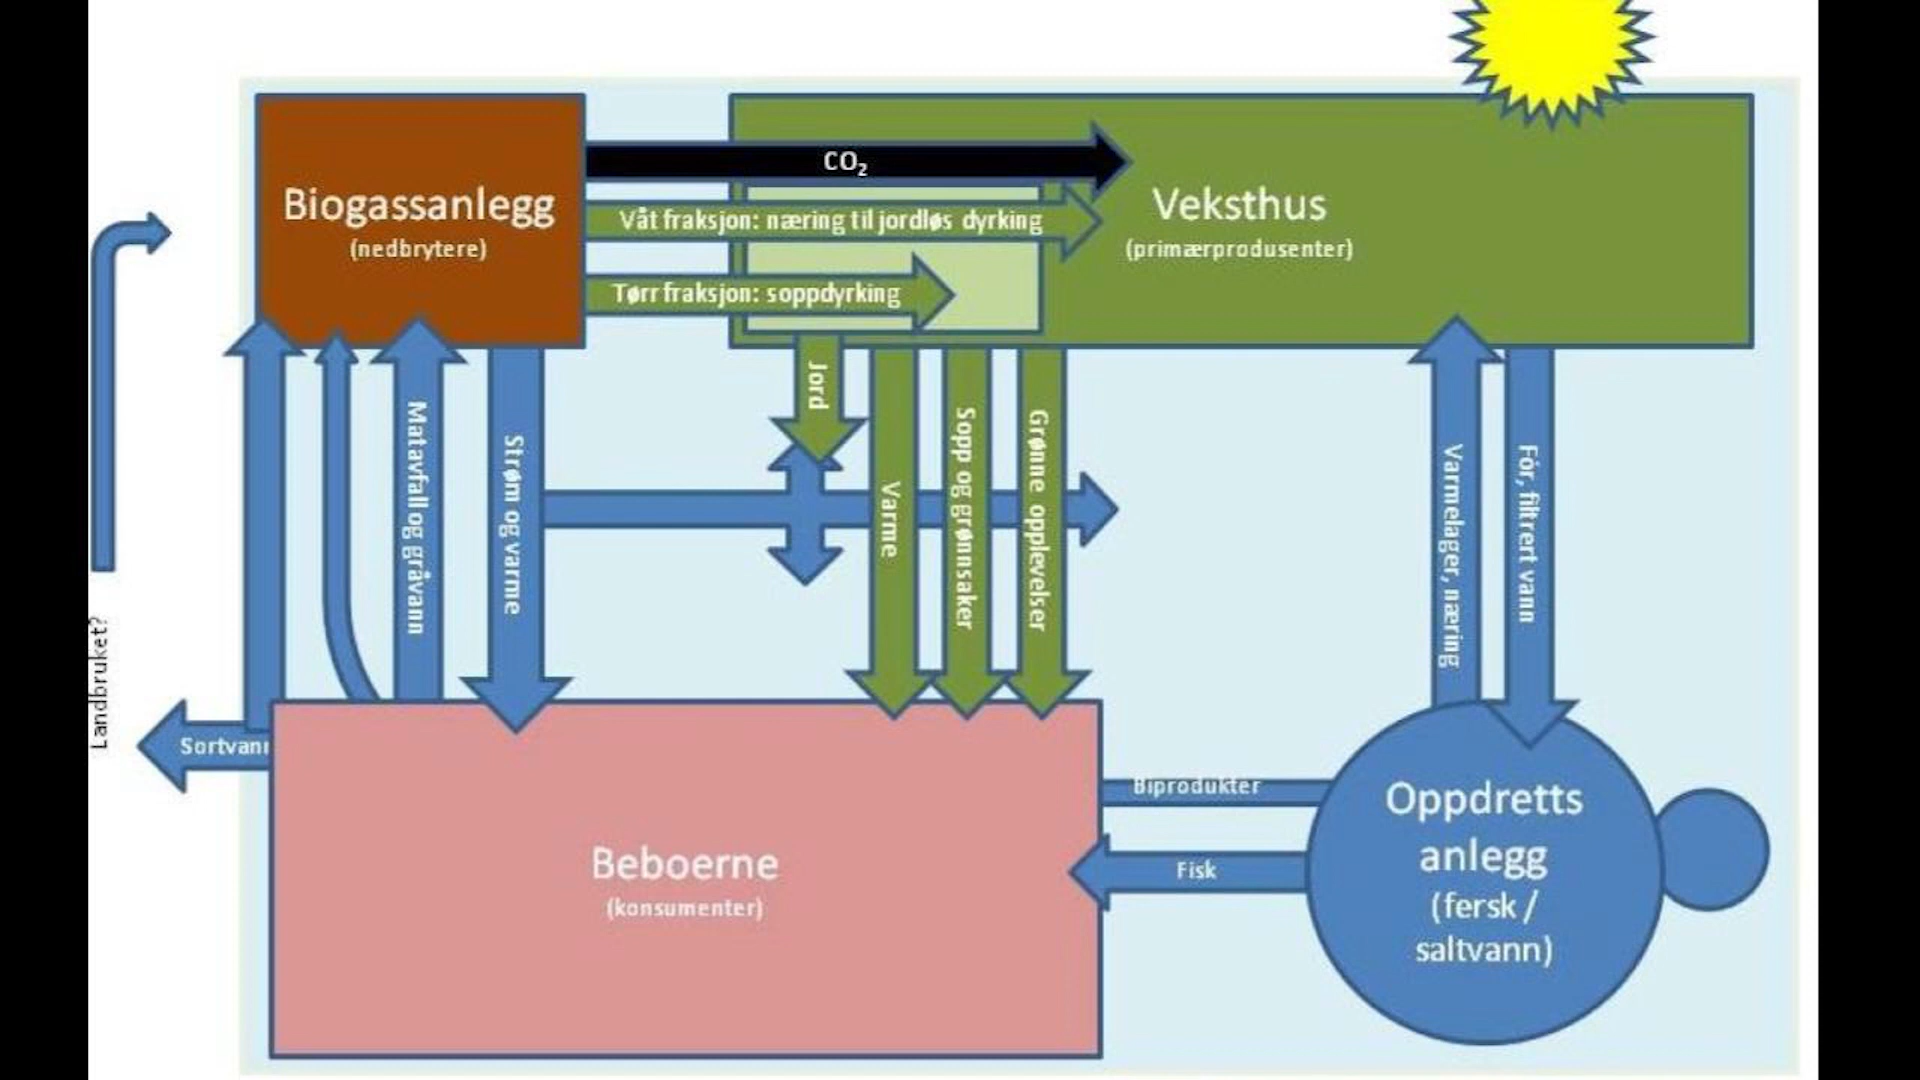 CO₂
Biogassanlegg
(nedbrytere)
Våt fraksjon: næring til jordløs dyrking
Veksthus
(primærprodusenter)
Tørr fraksjon: soppdyrking
Jord
Matavfall og gråvann
Strøm og varme
Varme
Sopp og grønnsaker
Grønne opplevelser
Varmelager, næring
Fór, filtrert vann
Landbruket?
Sortvann
Biprodukter
Oppdretts
anlegg
(fersk /
saltvann)
Fisk
Beboerne
(konsumenter)